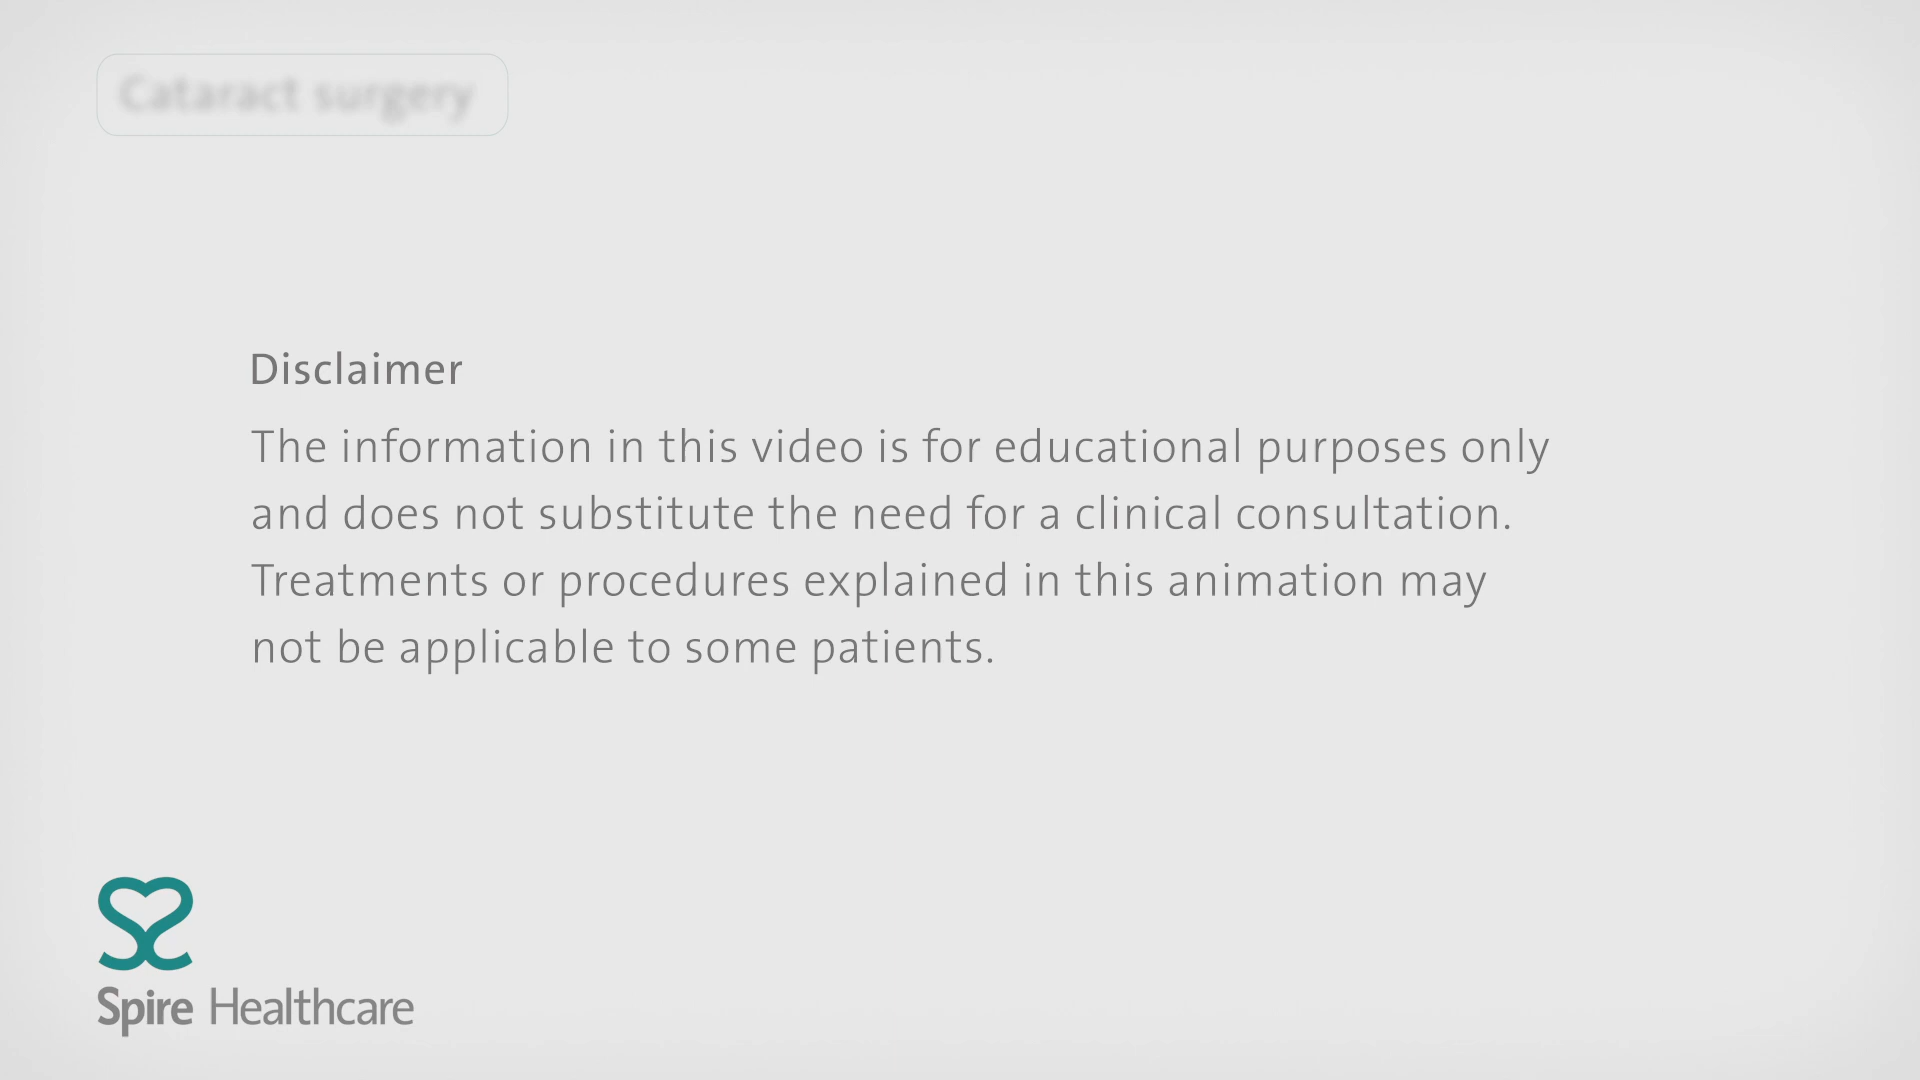 Cataract surgery
Disclaimer
The information in this video is for educational purposes only
and does not substitute the need for a clinical consultation.
Treatments or procedures explained in this animation may
not be applicable to some patients.
Spire Healthcare